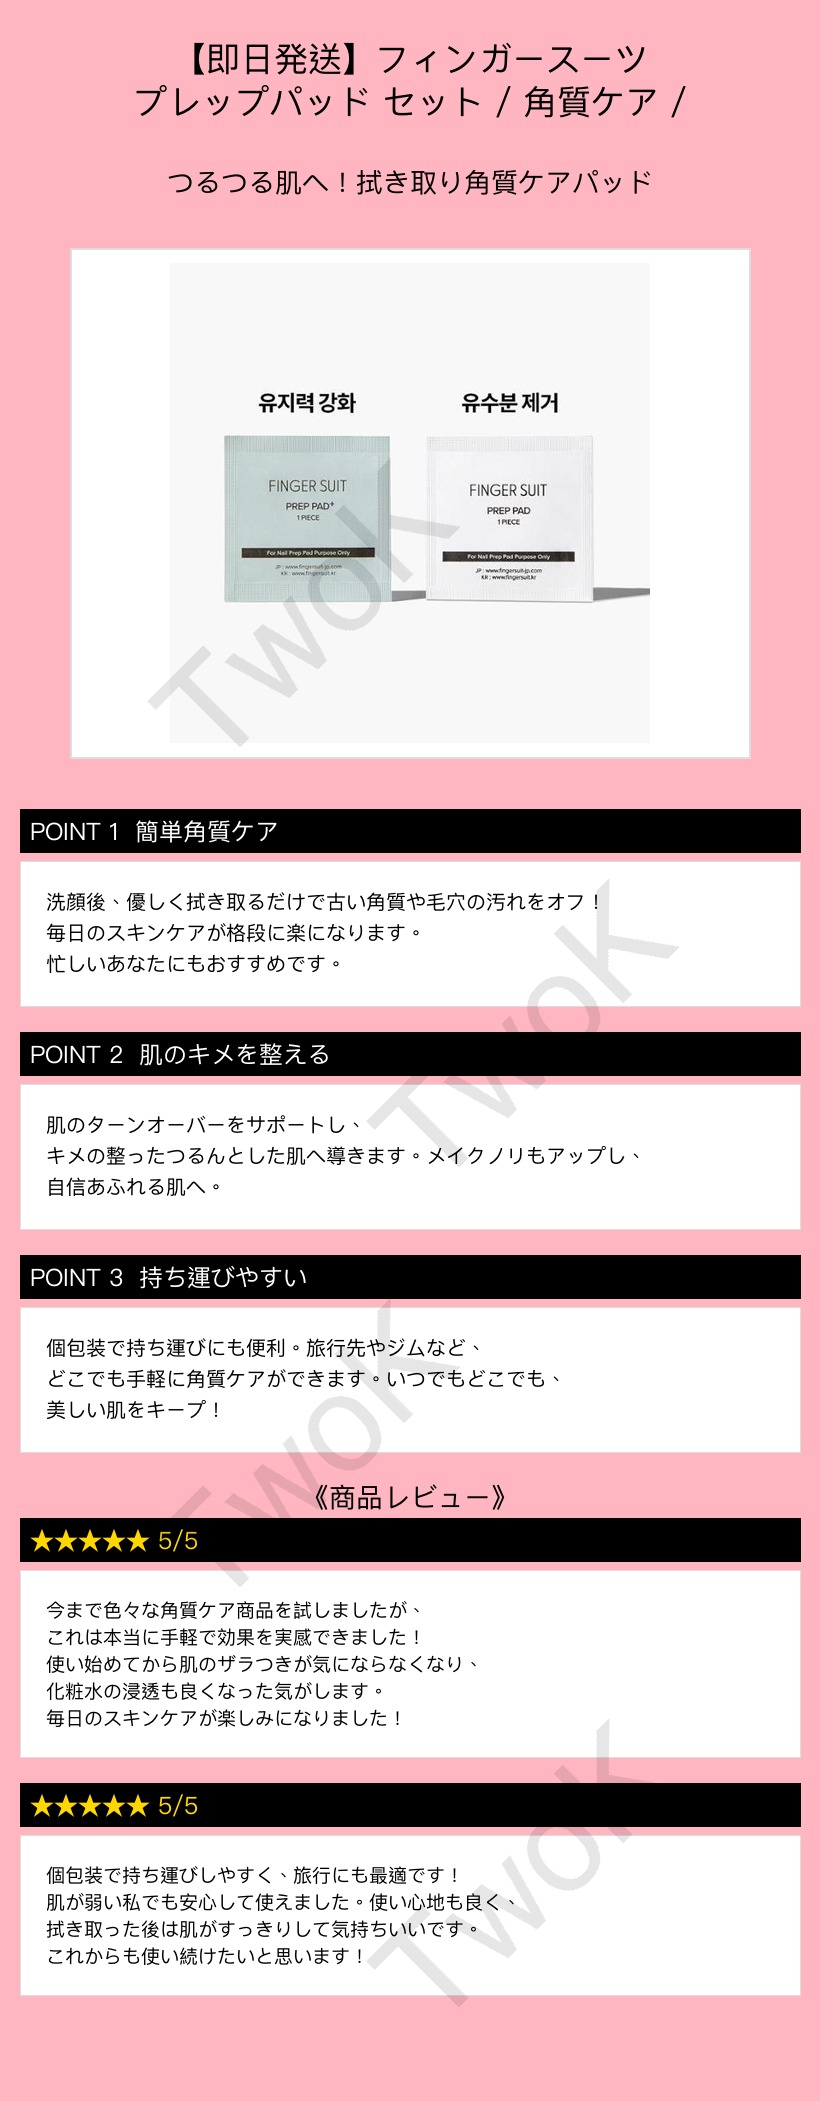 【即日発送】フィンガースーツ
プレップパッド セット / 角質ケア /
つるつる肌へ！拭き取り角質ケアパッド
유지력 강화
유수분 제거
FINGER SUIT
PREP PAD+
1 PIECE
For Nail Prep Pad Purpose Only
JP : www.fingersuit-jp.com
KR : www.fingersuit.kr
FINGER SUIT
PREP PAD
1 PIECE
For Nail Prep Pad Purpose Only
JP : www.fingersuit-jp.com
KR : www.fingersuit.kr
TwoK
POINT 1 簡単角質ケア
洗顔後、優しく拭き取るだけで古い角質や毛穴の汚れをオフ！
毎日のスキンケアが格段に楽になります。
忙しいあなたにもおすすめです。
TwoK
POINT 2 肌のキメを整える
肌のターンオーバーをサポートし、
キメの整ったつるんとした肌へ導きます。メイクノリもアップし、
自信あふれる肌へ。
POINT 3 持ち運びやすい
個包装で持ち運びにも便利。旅行先やジムなど、
どこでも手軽に角質ケアができます。いつでもどこでも、
美しい肌をキープ！
TwoK
《商品レビュー》
★★★★★ 5/5
今まで色々な角質ケア商品を試しましたが、
これは本当に手軽で効果を実感できました！
使い始めてから肌のザラつきが気にならなくなり、
化粧水の浸透も良くなった気がします。
毎日のスキンケアが楽しみになりました！
★★★★★ 5/5
個包装で持ち運びしやすく、旅行にも最適です！
肌が弱い私でも安心して使えました。使い心地も良く、
拭き取った後は肌がすっきりして気持ちいいです。
これからも使い続けたいと思います！
TwoK